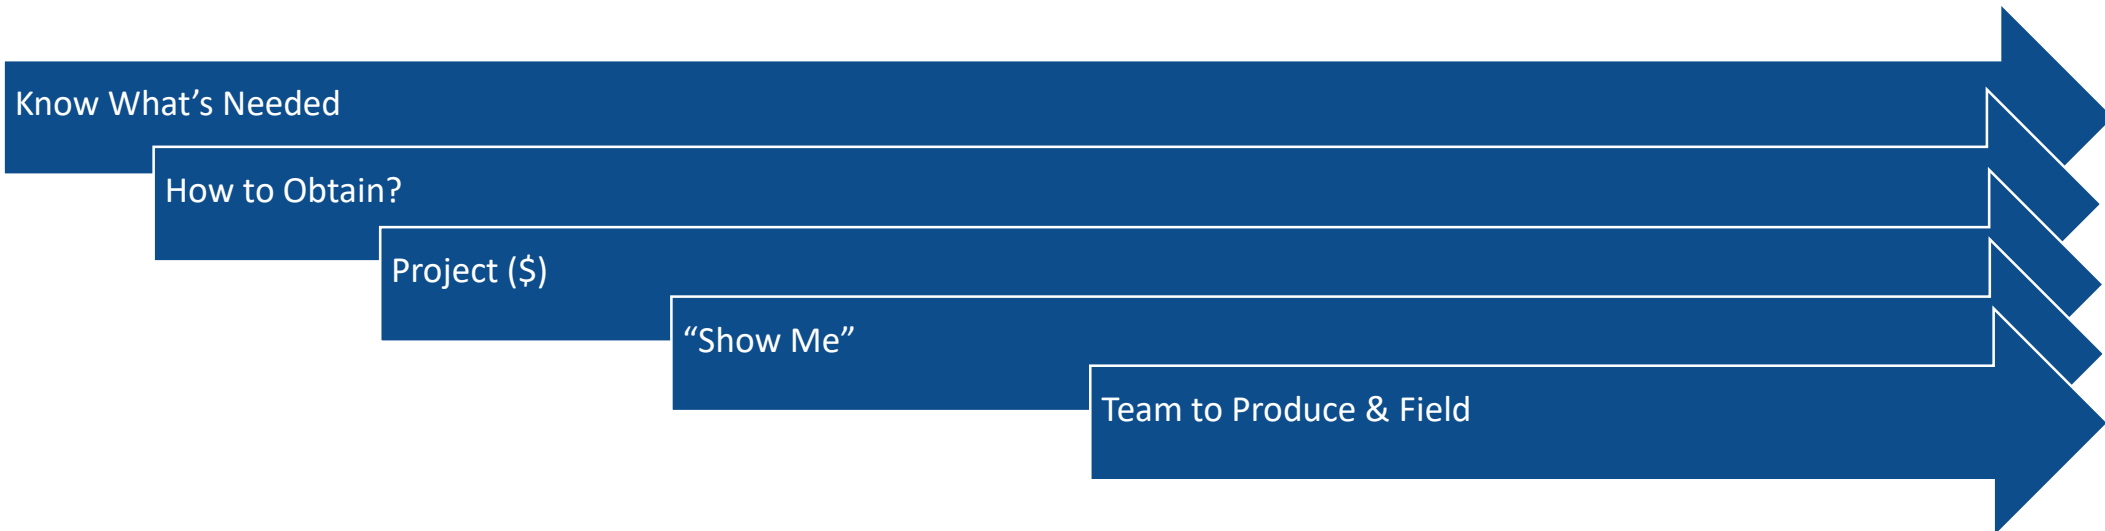 Know What’s Needed
How to Obtain?
Project ($)
“Show Me”
Team to Produce & Field